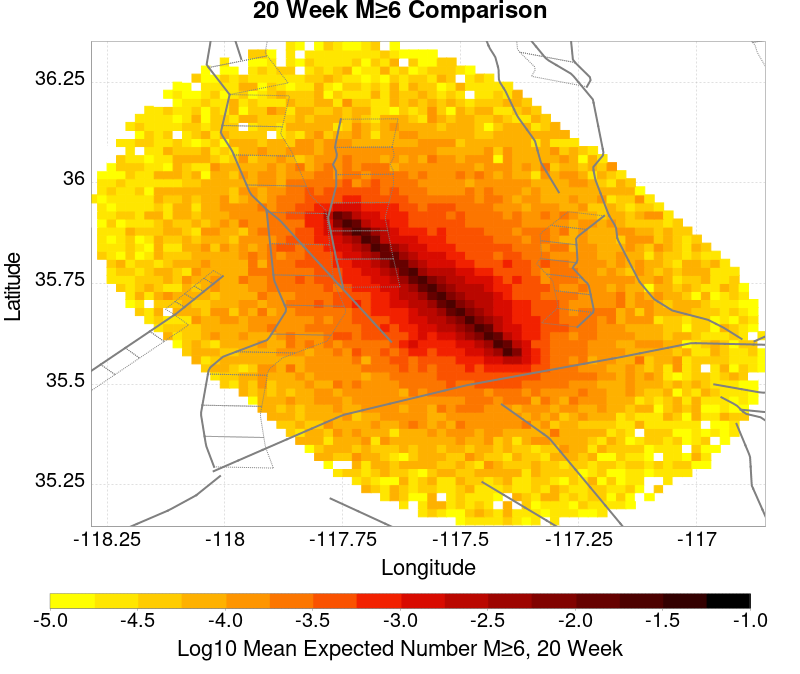 20 Week M≥6 Comparison
36.25
36
35.75
35.5
35.25
Latitude
-118.25 -118 -117.75 -117.5 -117.25 -117
Longitude
-5.0 -4.5 -4.0 -3.5 -3.0 -2.5 -2.0 -1.5 -1.0
Log10 Mean Expected Number M≥6, 20 Week